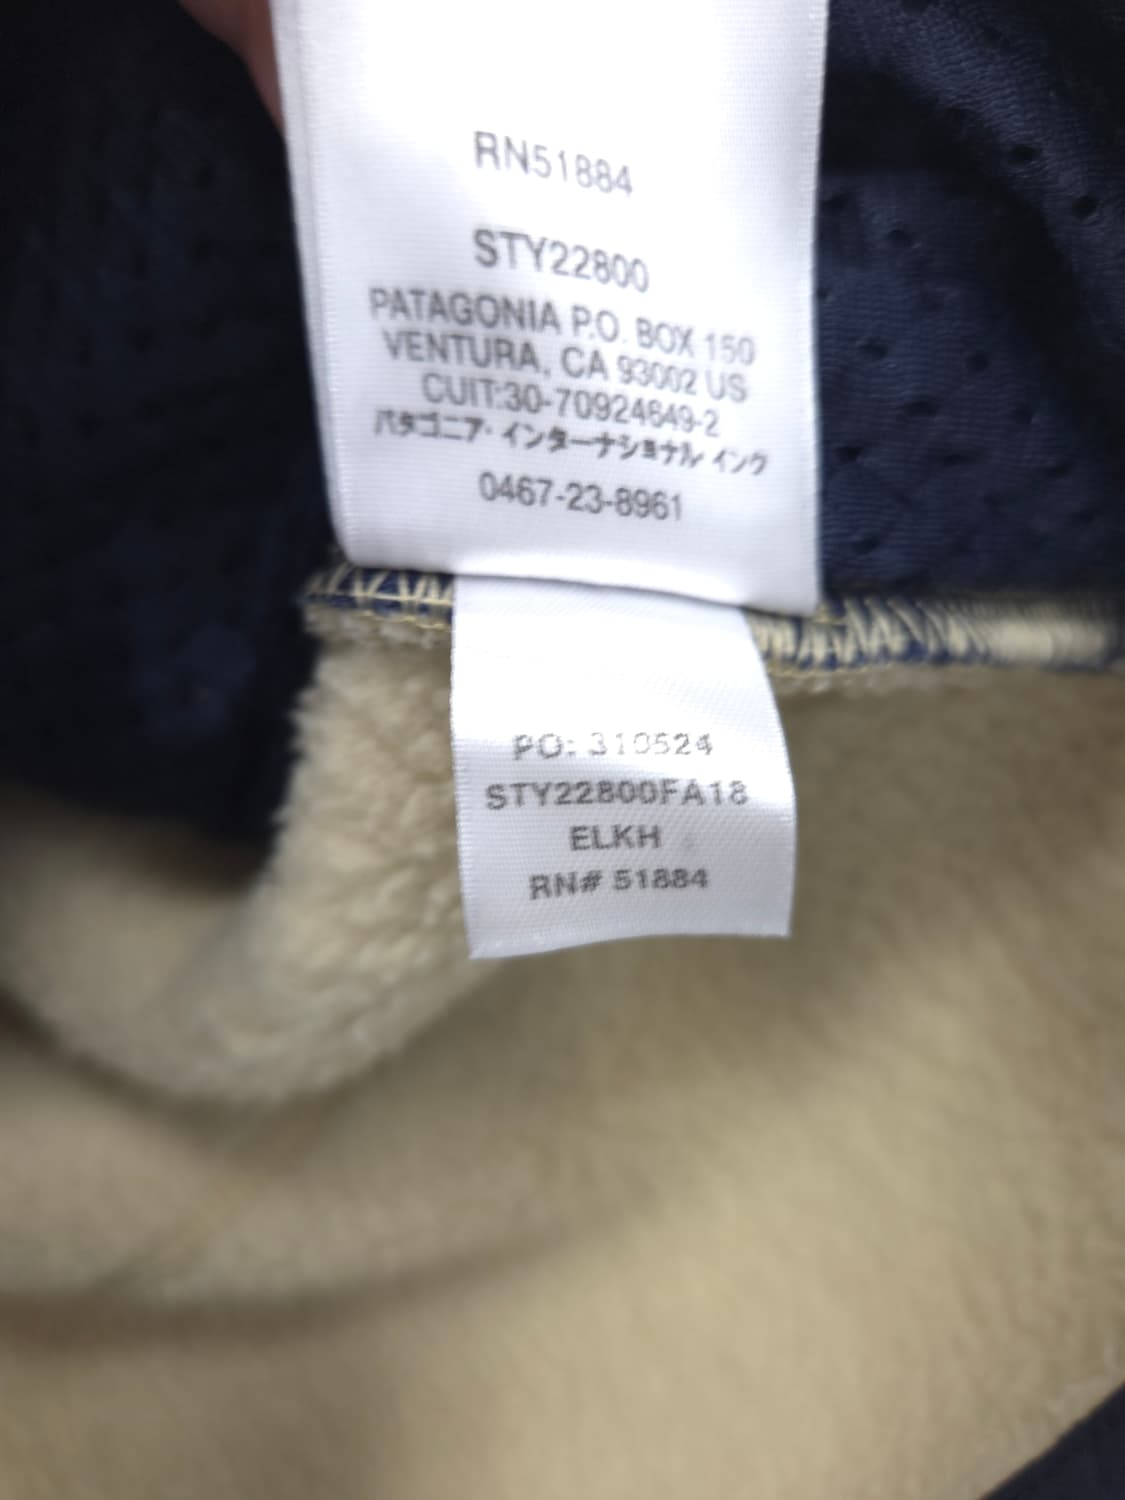 RN51884
STY22800
PATAGONIA P.O. BOX 150
VENTURA, CA 93002 US
CUIT:30-70924649-2
パタゴニア・インターナショナル インク
0467-23-8961
PO: 310524
STY22800FA18
ELKH
RN# 51884